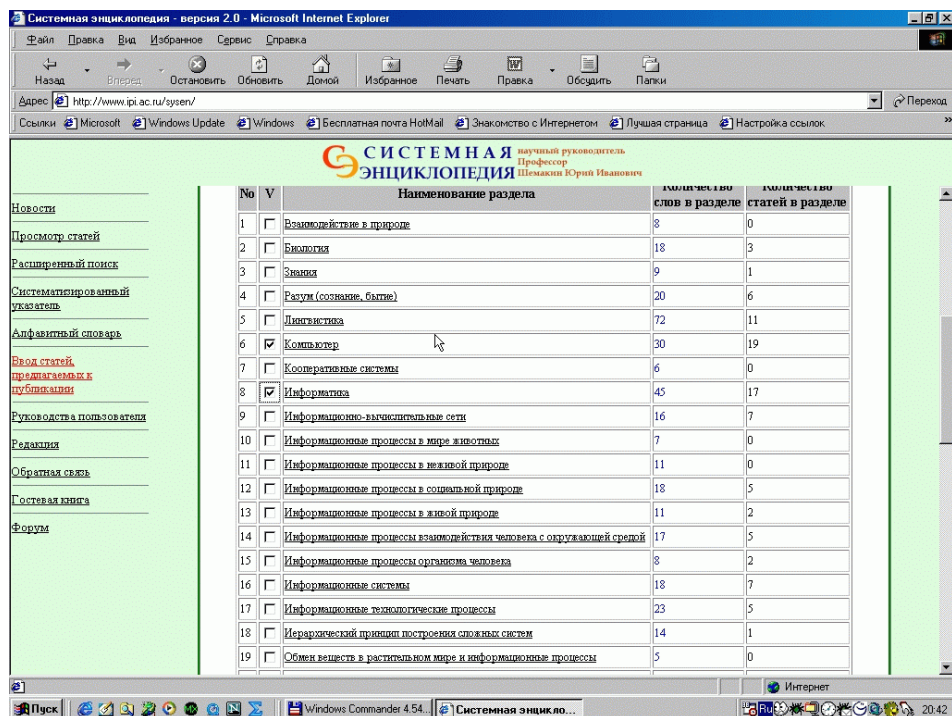 Системная энциклопедия - версия 2.0 - Microsoft Internet Explorer
Файл Правка Вид Избранное Сервис Справка
Назад Вперед Остановить Обновить Домой Избранное Печать Правка Обсудить Папки
Адрес http://www.ipi.ac.ru/sysen/ Переход
Ссылки Microsoft Windows Update Windows Бесплатная почта HotMail Знакомство с Интернетом Лучшая страница Настройка ссылок »
СИСТЕМНАЯ
ЭНЦИКЛОПЕДИЯ
научный руководитель
Профессор
Шемакин Юрий Иванович
Новости
Просмотр статей
Расширенный поиск
Систематизированный
указатель
Алфавитный словарь
Ввод статей,
предлагаемых к
публикации
Руководства пользователя
Редакция
Обратная связь
Гостевая книга
Форум
No V Наименование раздела Количество слов в разделе Количество статей в разделе
1 Взаимодействие в природе 8 0
2 Биология 18 3
3 Знания 9 1
4 Разум (сознание, бытие) 20 6
5 Лингвистика 72 11
6 Компьютер 30 19
7 Кооперативные системы 6 0
8 Информатика 45 17
9 Информационно-вычислительные сети 16 7
10 Информационные процессы в мире животных 7 0
11 Информационные процессы в неживой природе 11 0
12 Информационные процессы в социальной природе 18 5
13 Информационные процессы в живой природе 11 2
14 Информационные процессы взаимодействия человека с окружающей средой 17 5
15 Информационные процессы организма человека 8 2
16 Информационные системы 18 7
17 Информационные технологические процессы 23 5
18 Иерархический принцип построения сложных систем 14 1
19 Обмен веществ в растительном мире и информационные процессы 5 0
Интернет
Пуск Windows Commander 4.54... Системная энцикло... Ru 20:42